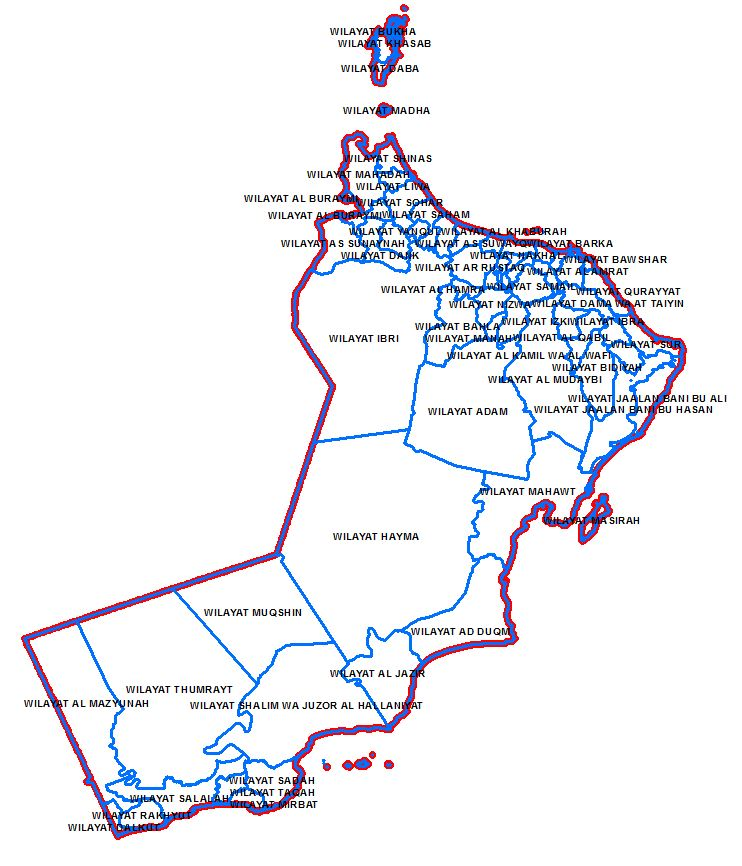 WILAYAT BUKHA
WILAYAT KHASAB
WILAYAT DABA
WILAYAT MADHA
WILAYAT SHINAS
WILAYAT MAHADAH
WILAYAT LIWA
WILAYAT AL BURAYMI
WILAYAT SOHAR
WILAYAT AL BURAYMI
WILAYAT SAHAM
WILAYAT YANQUL
WILAYAT AL KHABURAH
WILAYAT AS SUNAYNAH
WILAYAT AS SUWAYQ
WILAYAT BARKA
WILAYAT DANK
WILAYAT NAKHAL
WILAYAT BAWSHAR
WILAYAT AR RUSTAQ
WILAYAT AL AMRAT
WILAYAT AL HAMRA
WILAYAT SAMAIL
WILAYAT QURAYYAT
WILAYAT NIZWA
WILAYAT DAMA WA AT TAIYIN
WILAYAT BAHLA
WILAYAT IZKI
WILAYAT IBRA
WILAYAT IBRI
WILAYAT MANAH
WILAYAT AL QABIL
WILAYAT SUR
WILAYAT AL KAMIL WA AL WAFI
WILAYAT BIDIYAH
WILAYAT AL MUDAYBI
WILAYAT JAALAN BANI BU ALI
WILAYAT ADAM
WILAYAT JAALAN BANI BU HASAN
WILAYAT MAHAWT
WILAYAT MASIRAH
WILAYAT HAYMA
WILAYAT MUQSHIN
WILAYAT AD DUQM
WILAYAT AL JAZIR
WILAYAT THUMRAYT
WILAYAT AL MAZYUNAH
WILAYAT SHALIM WA JUZOR AL HALLANIYAT
WILAYAT SADAH
WILAYAT TAQAH
WILAYAT SALALAH
WILAYAT MIRBAT
WILAYAT RAKHYUT
WILAYAT DALKUT